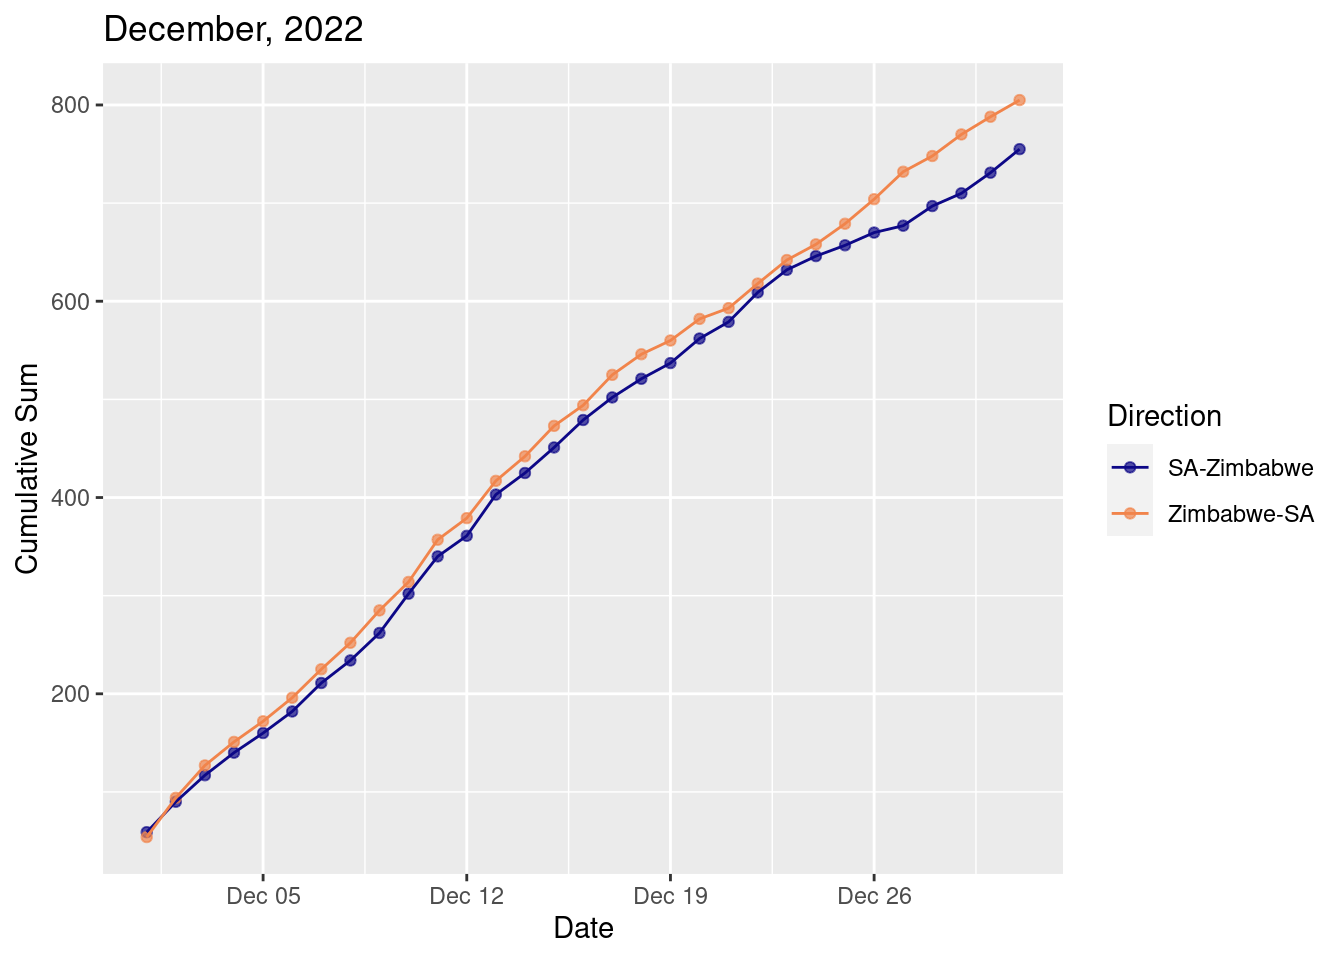 December, 2022
800
600
400
200
Cumulative Sum
Dec 05
Dec 12
Dec 19
Dec 26
Date
Direction
SA-Zimbabwe
Zimbabwe-SA